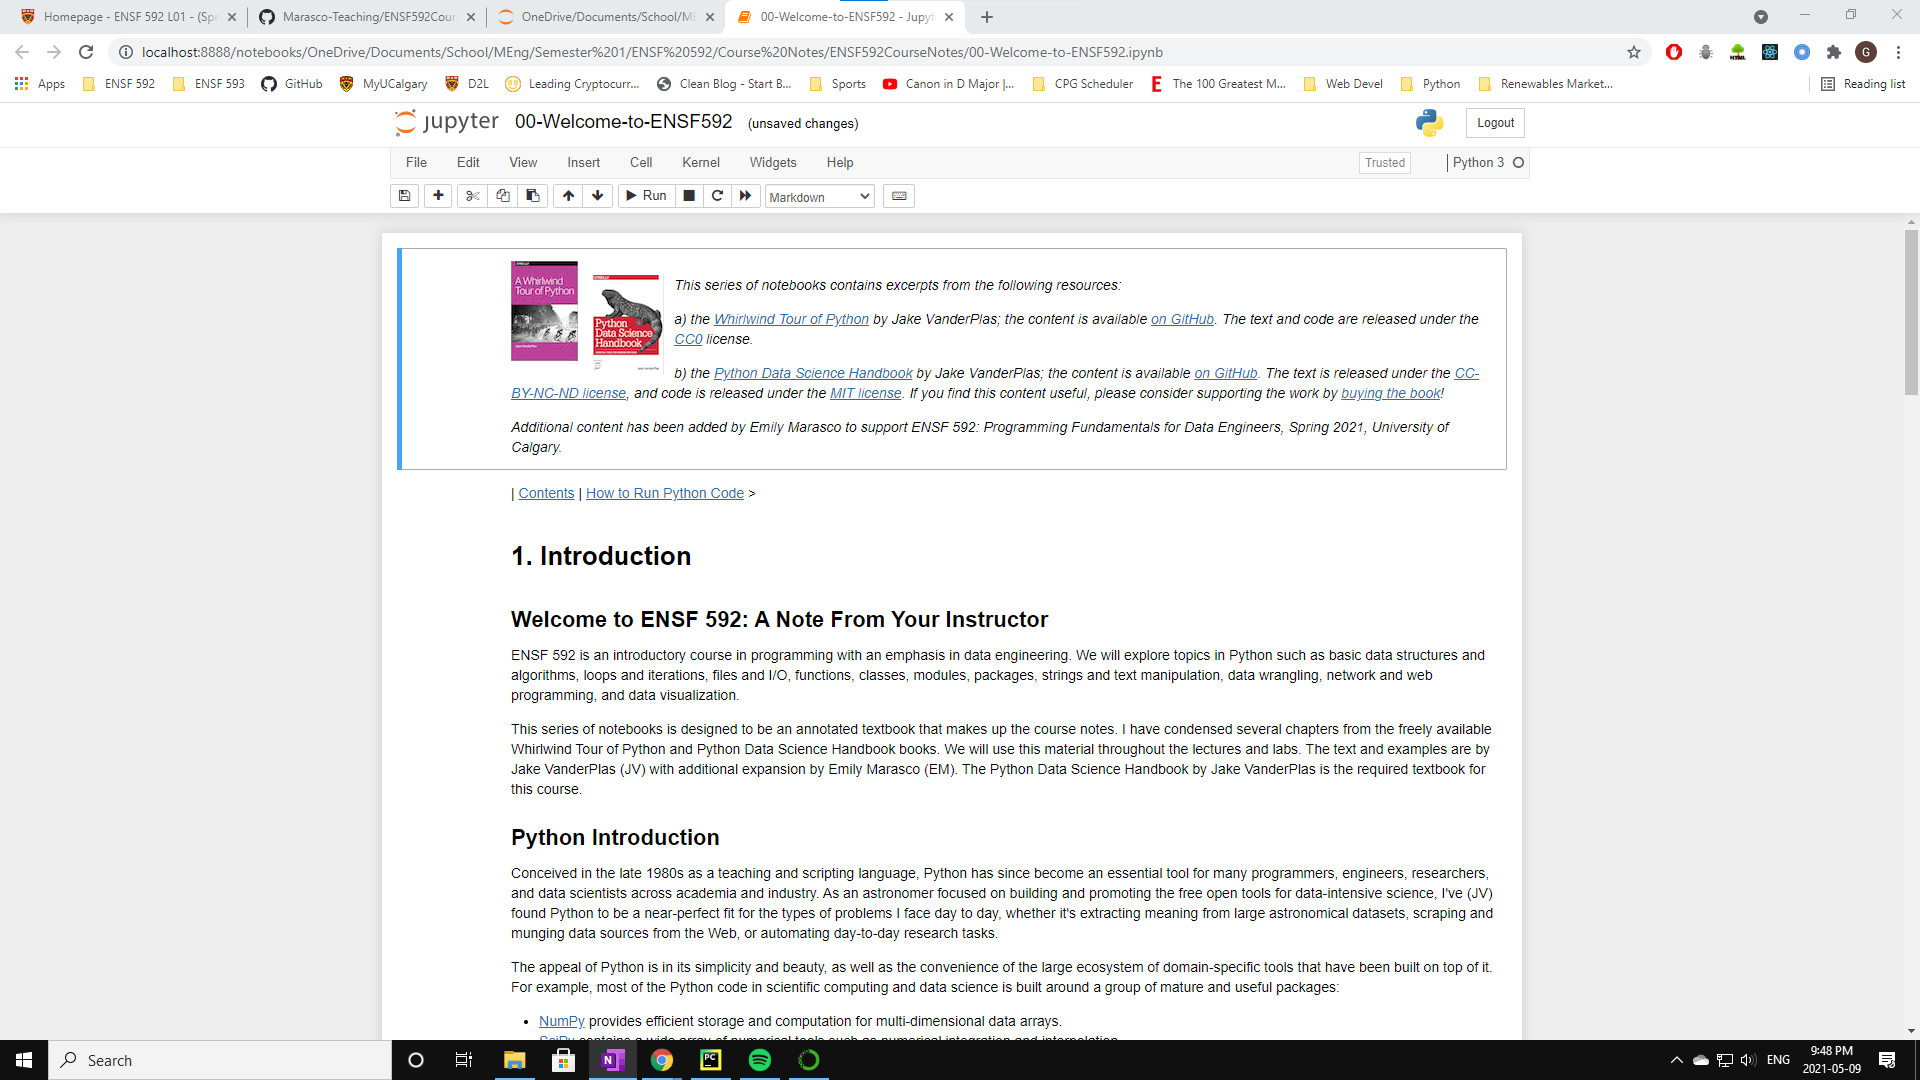 Homepage - ENSF 592 L01 - (Spr
Marasco-Teaching/ENSF592Cour
OneDrive/Documents/School/ME
00-Welcome-to-ENSF592 - Jupyt
localhost:8888/notebooks/OneDrive/Documents/School/MEng/Semester%201/ENSF%20592/Course%20Notes/ENSF592CourseNotes/00-Welcome-to-ENSF592.ipynb
G
Apps ENSF 592 ENSF 593 GitHub MyUCalgary D2L Leading Cryptocurr... Clean Blog - Start B... Sports Canon in D Major |... CPG Scheduler The 100 Greatest M... Web Devel Python Renewables Market... Reading list
jupyter 00-Welcome-to-ENSF592 (unsaved changes) Logout
File Edit View Insert Cell Kernel Widgets Help Trusted Python 3
Run Markdown
A Whirlwind
Tour of Python
Python
Data Science
Handbook
This series of notebooks contains excerpts from the following resources:
a) the Whirlwind Tour of Python by Jake VanderPlas; the content is available on GitHub. The text and code are released under the
CC0 license.
b) the Python Data Science Handbook by Jake VanderPlas; the content is available on GitHub. The text is released under the CC-
BY-NC-ND license, and code is released under the MIT license. If you find this content useful, please consider supporting the work by buying the book!
Additional content has been added by Emily Marasco to support ENSF 592: Programming Fundamentals for Data Engineers, Spring 2021, University of
Calgary.
| Contents | How to Run Python Code >
1. Introduction
Welcome to ENSF 592: A Note From Your Instructor
ENSF 592 is an introductory course in programming with an emphasis in data engineering. We will explore topics in Python such as basic data structures and
algorithms, loops and iterations, files and I/O, functions, classes, modules, packages, strings and text manipulation, data wrangling, network and web
programming, and data visualization.
This series of notebooks is designed to be an annotated textbook that makes up the course notes. I have condensed several chapters from the freely available
Whirlwind Tour of Python and Python Data Science Handbook books. We will use this material throughout the lectures and labs. The text and examples are by
Jake VanderPlas (JV) with additional expansion by Emily Marasco (EM). The Python Data Science Handbook by Jake VanderPlas is the required textbook for
this course.
Python Introduction
Conceived in the late 1980s as a teaching and scripting language, Python has since become an essential tool for many programmers, engineers, researchers,
and data scientists across academia and industry. As an astronomer focused on building and promoting the free open tools for data-intensive science, I've (JV)
found Python to be a near-perfect fit for the types of problems I face day to day, whether it's extracting meaning from large astronomical datasets, scraping and
munging data sources from the Web, or automating day-to-day research tasks.
The appeal of Python is in its simplicity and beauty, as well as the convenience of the large ecosystem of domain-specific tools that have been built on top of it.
For example, most of the Python code in scientific computing and data science is built around a group of mature and useful packages:
• NumPy provides efficient storage and computation for multi-dimensional data arrays.
SciPy contains a wide array of numerical tools such as numerical integration and interpolation.
Search
ENG
9:48 PM
2021-05-09